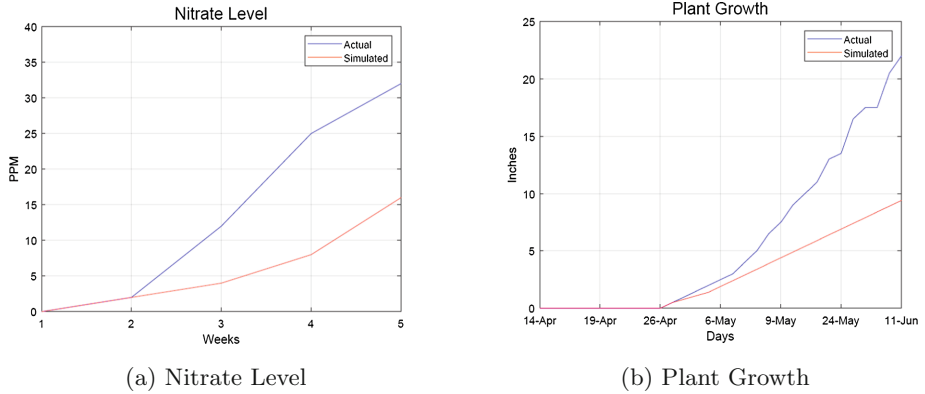 Nitrate Level
40
35
30
25
20
15
10
5
0
PPM
Actual
Simulated
1 2 3 4 5
Weeks
(a) Nitrate Level
Plant Growth
25
20
15
10
5
0
Inches
Actual
Simulated
14-Apr 19-Apr 26-Apr 6-May 9-May 24-May 11-Jun
Days
(b) Plant Growth